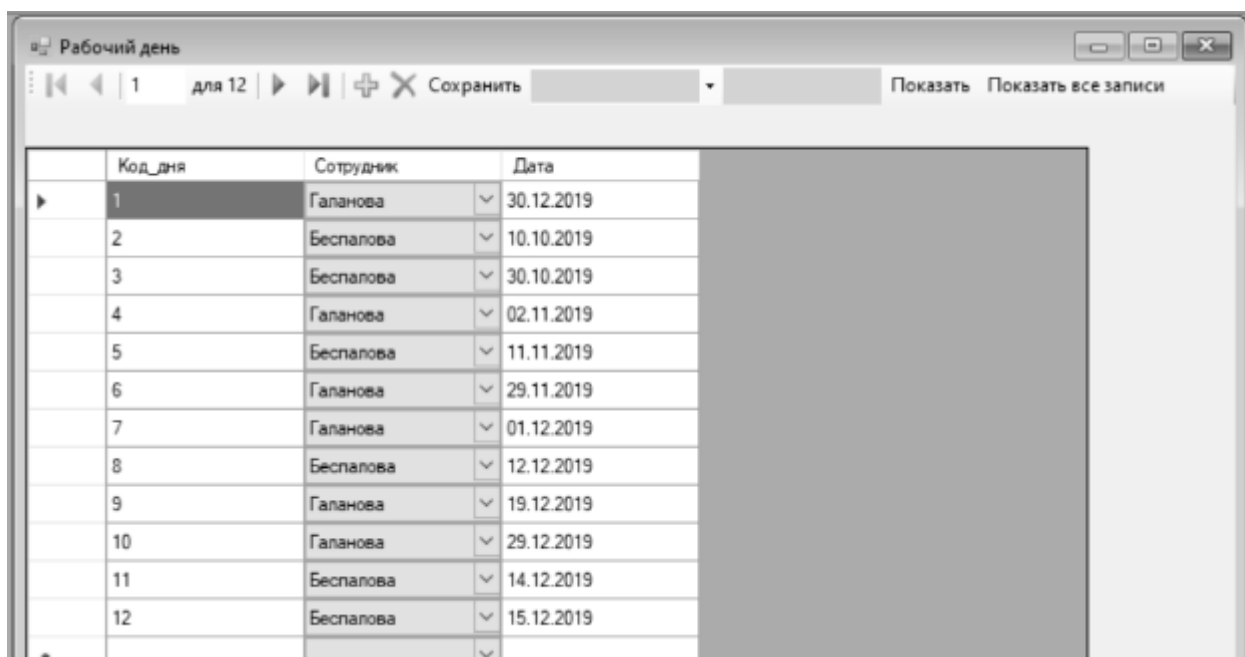 Рабочий день
1 для 12 Сохранить Показать Показать все записи
Код_дня Сотрудник Дата
1 Галанова 30.12.2019
2 Беспалова 10.10.2019
3 Беспалова 30.10.2019
4 Галанова 02.11.2019
5 Беспалова 11.11.2019
6 Галанова 29.11.2019
7 Галанова 01.12.2019
8 Беспалова 12.12.2019
9 Галанова 19.12.2019
10 Галанова 29.12.2019
11 Беспалова 14.12.2019
12 Беспалова 15.12.2019